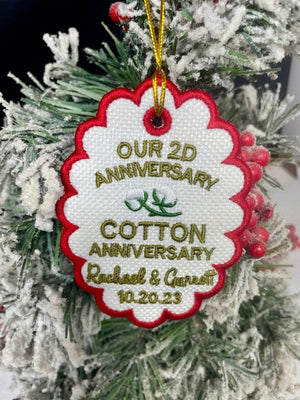 OUR 2D
ANNIVERSARY
COTTON
ANNIVERSARY
Rachael & Garrett
10.20.23